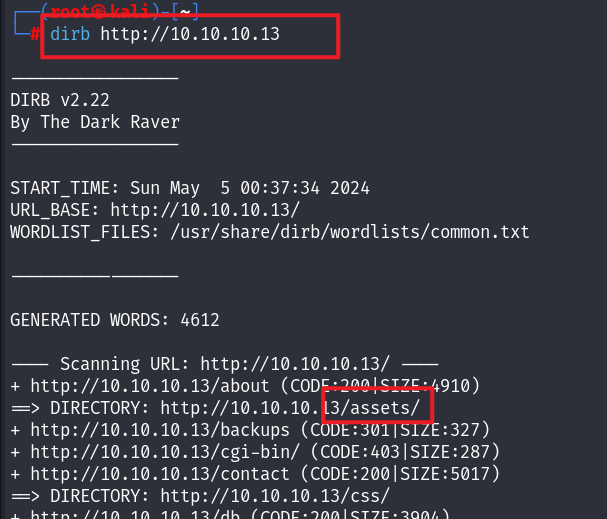 ┌──(root㉿kali)-[~]
└─# dirb http://10.10.10.13
-----------------
DIRB v2.22
By The Dark Raver
-----------------
START_TIME: Sun May 5 00:37:34 2024
URL_BASE: http://10.10.10.13/
WORDLIST_FILES: /usr/share/dirb/wordlists/common.txt
-----------------
GENERATED WORDS: 4612
---- Scanning URL: http://10.10.10.13/ ----
+ http://10.10.10.13/about (CODE:200|SIZE:4910)
==> DIRECTORY: http://10.10.10.13/assets/
+ http://10.10.10.13/backups (CODE:301|SIZE:327)
+ http://10.10.10.13/cgi-bin/ (CODE:403|SIZE:287)
+ http://10.10.10.13/contact (CODE:200|SIZE:5017)
==> DIRECTORY: http://10.10.10.13/css/
+ http://10.10.10.13/db (CODE:200|SIZE:3904)